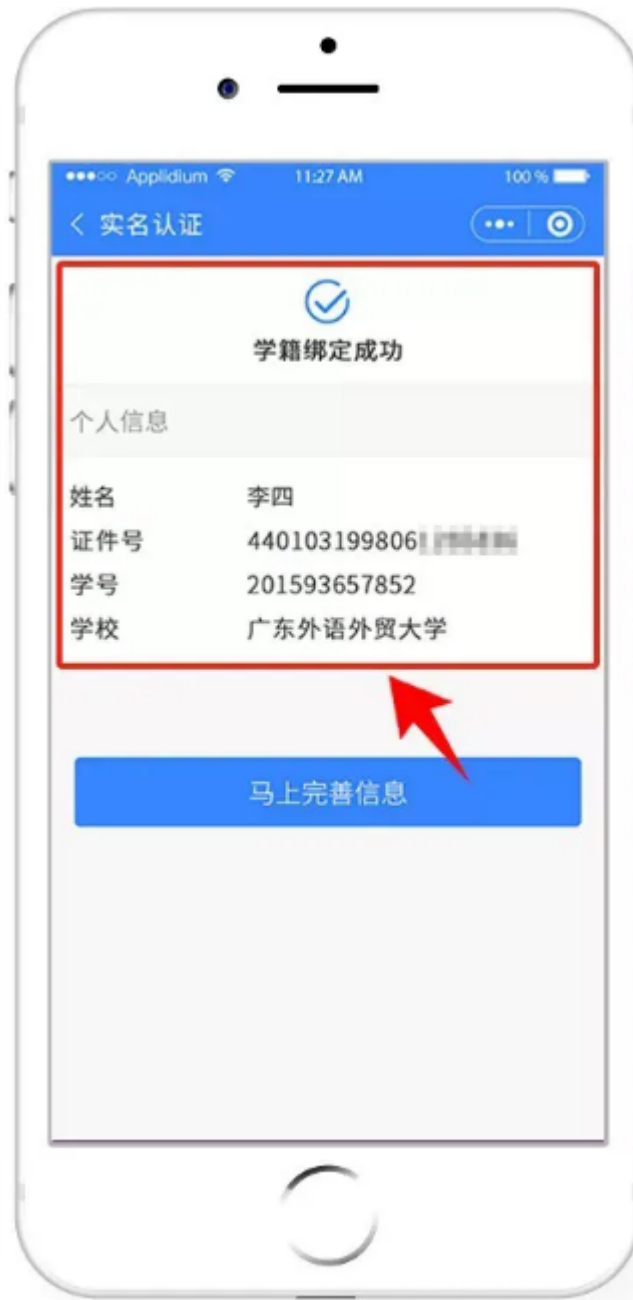 Applidium 11:27 AM 100 %
实名认证
学籍绑定成功
个人信息
姓名 李四
证件号 440103199806
学号 201593657852
学校 广东外语外贸大学
马上完善信息